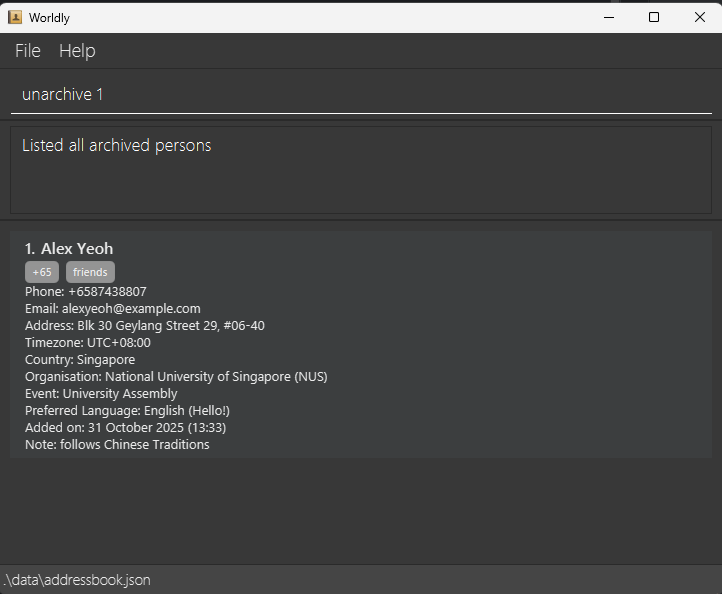 Worldly
File Help
unarchive 1
Listed all archived persons
1. Alex Yeoh
+65 friends
Phone: +6587438807
Email: alexyeoh@example.com
Address: Blk 30 Geylang Street 29, #06-40
Timezone: UTC+08:00
Country: Singapore
Organisation: National University of Singapore (NUS)
Event: University Assembly
Preferred Language: English (Hello!)
Added on: 31 October 2025 (13:33)
Note: follows Chinese Traditions
.\data\addressbook.json